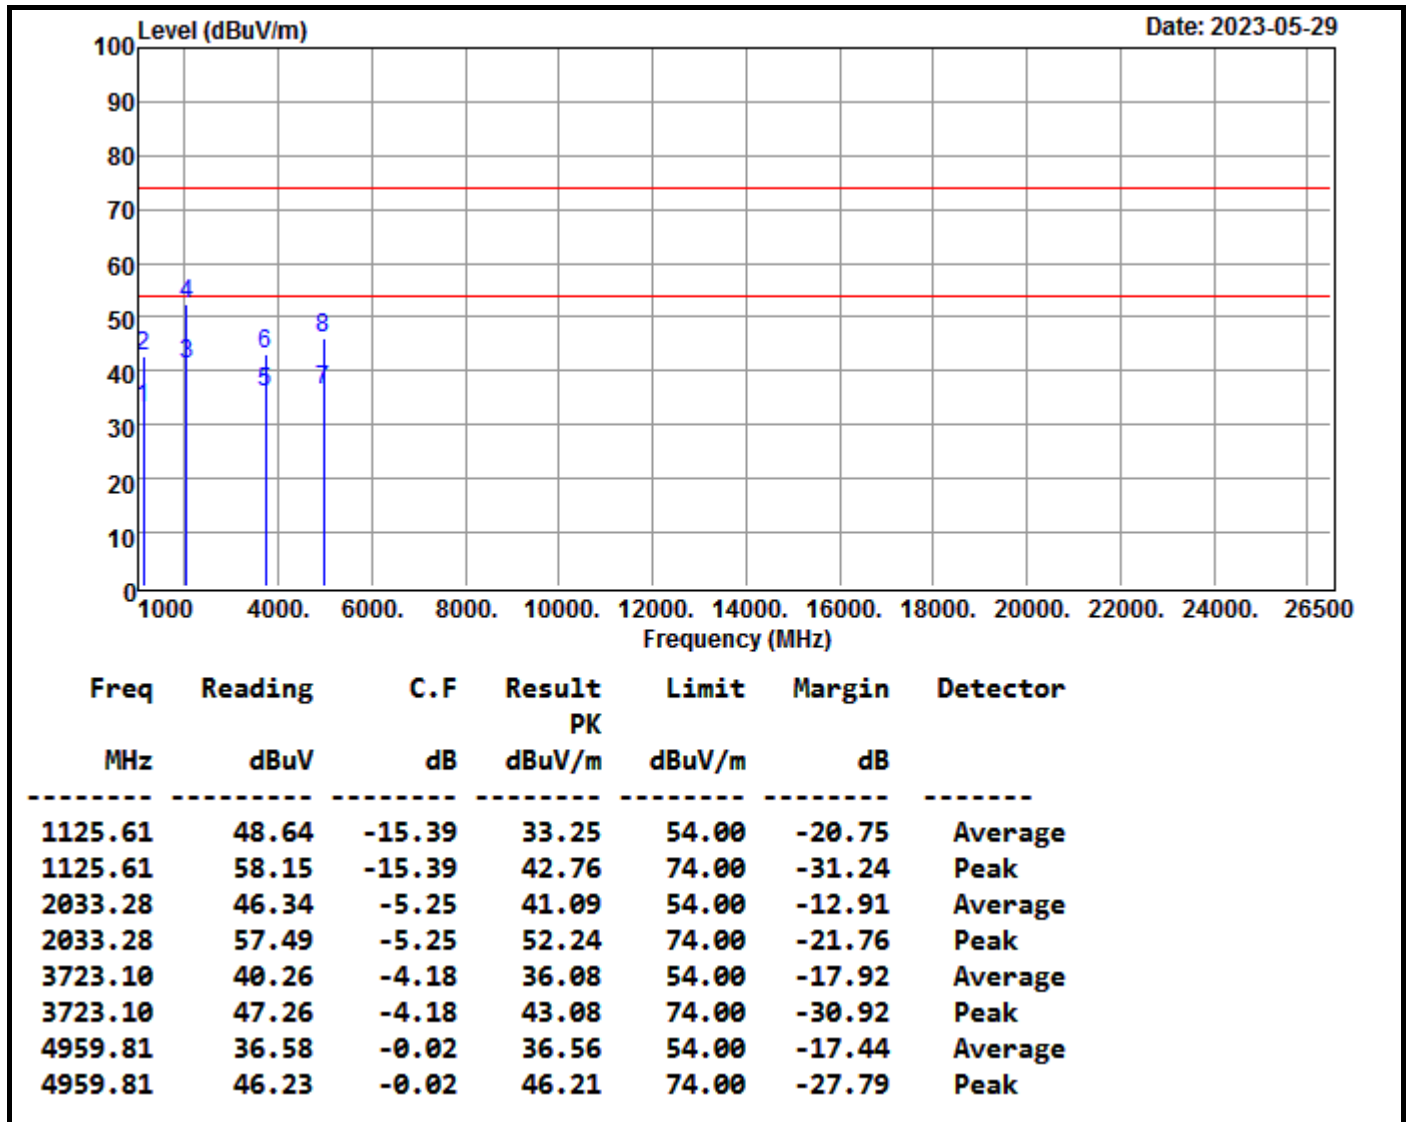 Level (dBuV/m) Date: 2023-05-29
100
90
80
70
60
50
40
30
20
10
0
4
2 3 6 8
1 5 7
1000 4000. 6000. 8000. 10000. 12000. 14000. 16000. 18000. 20000. 22000. 24000. 26500
Frequency (MHz)
Freq Reading C.F Result Limit Margin Detector
PK
MHz dBuV dB dBuV/m dBuV/m dB
-------- --------- -------- -------- -------- -------- -------
1125.61 48.64 -15.39 33.25 54.00 -20.75 Average
1125.61 58.15 -15.39 42.76 74.00 -31.24 Peak
2033.28 46.34 -5.25 41.09 54.00 -12.91 Average
2033.28 57.49 -5.25 52.24 74.00 -21.76 Peak
3723.10 40.26 -4.18 36.08 54.00 -17.92 Average
3723.10 47.26 -4.18 43.08 74.00 -30.92 Peak
4959.81 36.58 -0.02 36.56 54.00 -17.44 Average
4959.81 46.23 -0.02 46.21 74.00 -27.79 Peak